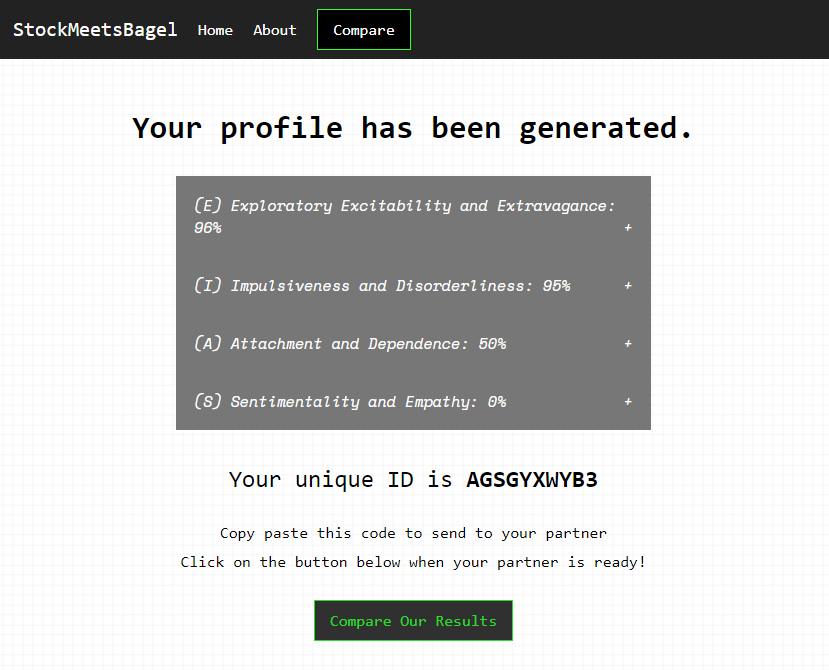 StockMeetsBagel Home About Compare
Your profile has been generated.
(E) Exploratory Excitability and Extravagance:
96% +
(I) Impulsiveness and Disorderliness: 95% +
(A) Attachment and Dependence: 50% +
(S) Sentimentality and Empathy: 0% +
Your unique ID is AGSGYXWYB3
Copy paste this code to send to your partner
Click on the button below when your partner is ready!
Compare Our Results